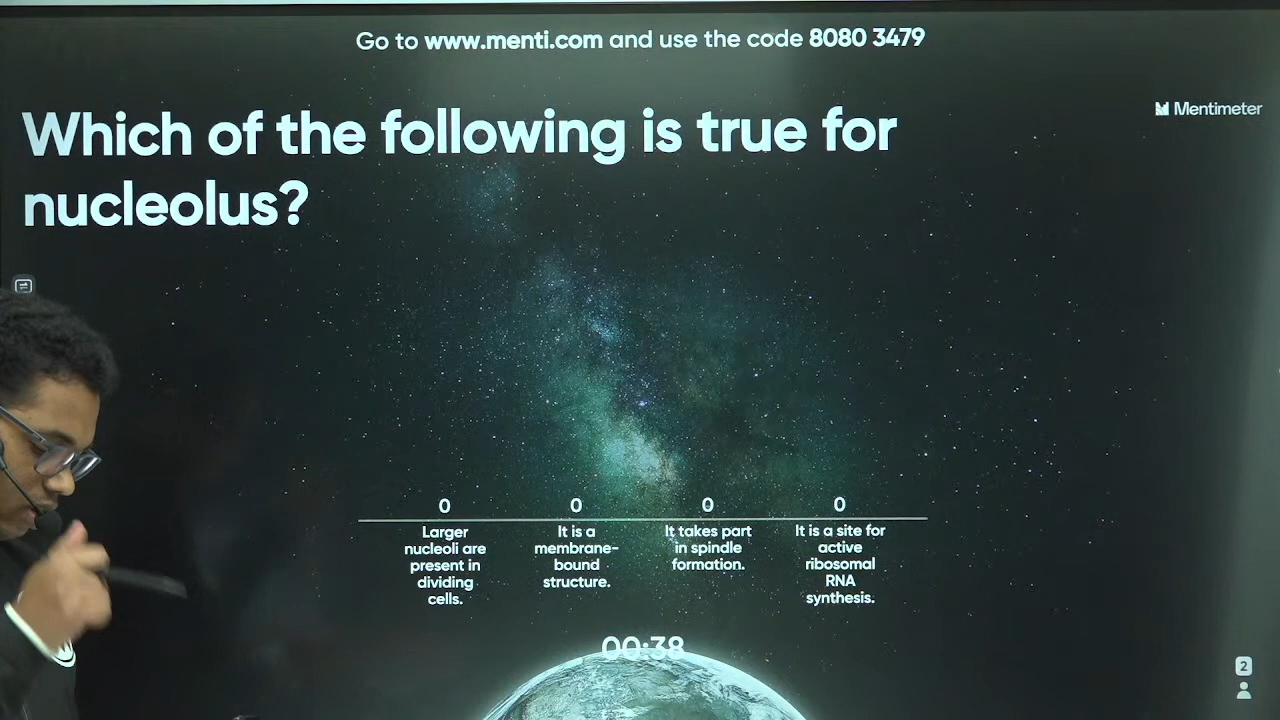 Go to www.menti.com and use the code 8080 3479
Mentimeter
Which of the following is true for
nucleolus?
0
0
0
0
Larger
nucleoli are
present in
dividing
cells.
It is a
membrane-
bound
structure.
It takes part
in spindle
formation.
It is a site for
active
ribosomal
RNA
synthesis.
00:38
2